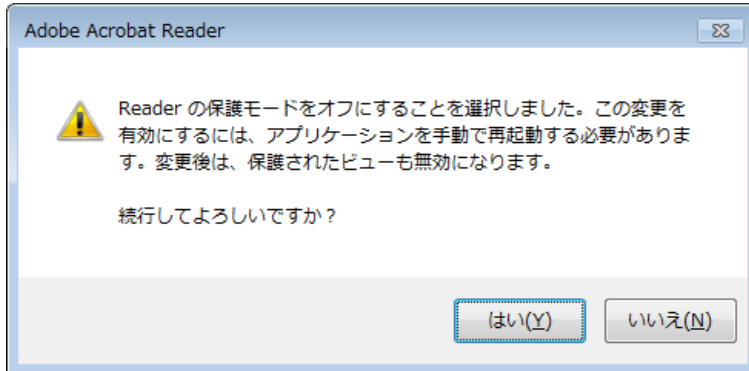 Adobe Acrobat Reader
Reader の保護モードをオフにすることを選択しました。この変更を
有効にするには、アプリケーションを手動で再起動する必要がありま
す。変更後は、保護されたビューも無効になります。
続行してよろしいですか？
はい(Y)
いいえ(N)